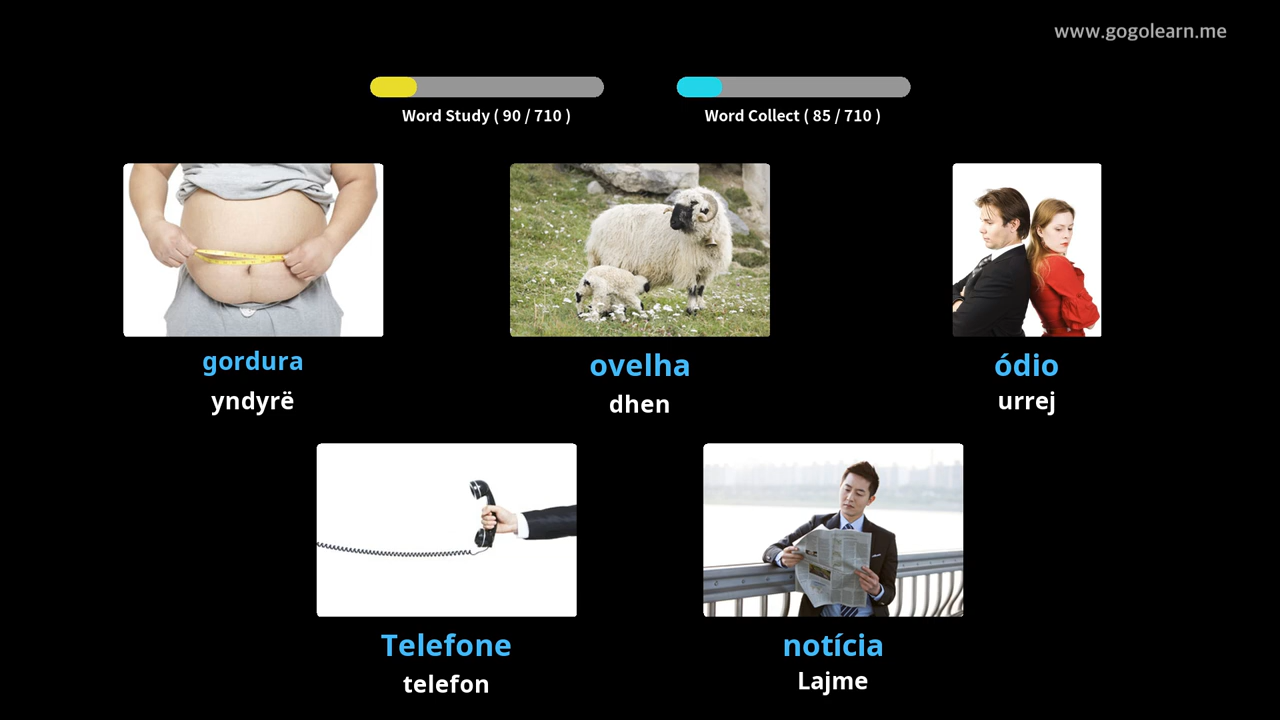 www.gogolearn.me
Word Study ( 90 / 710 )
Word Collect ( 85 / 710 )
gordura
yndyrë
ovelha
dhen
ódio
urrej
Telefone
telefon
notícia
Lajme